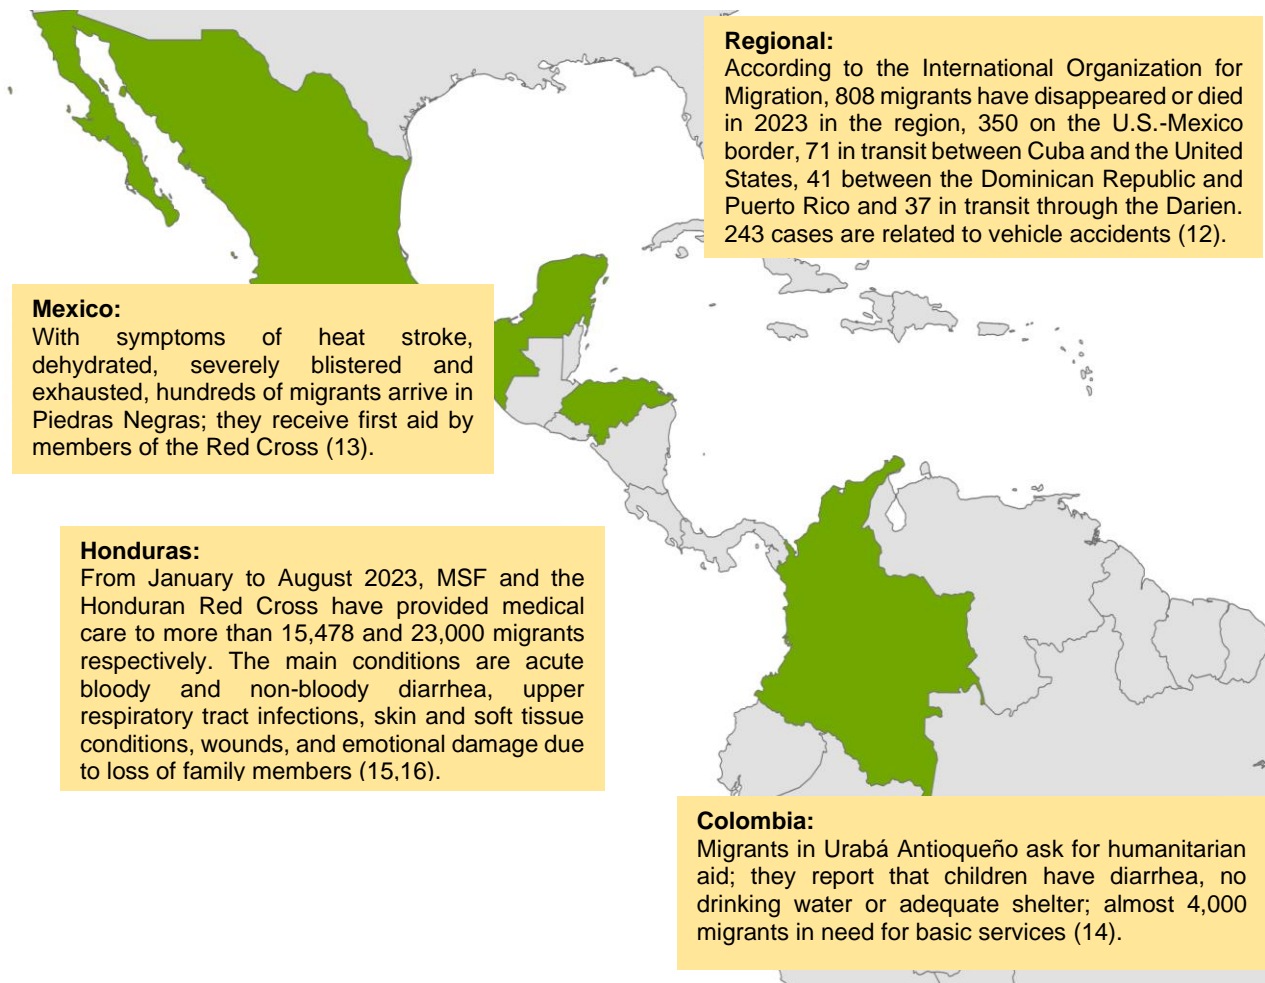 Regional:
According to the International Organization for
Migration, 808 migrants have disappeared or died
in 2023 in the region, 350 on the U.S.-Mexico
border, 71 in transit between Cuba and the United
States, 41 between the Dominican Republic and
Puerto Rico and 37 in transit through the Darien.
243 cases are related to vehicle accidents (12).
Mexico:
With symptoms of heat stroke,
dehydrated, severely blistered and
exhausted, hundreds of migrants arrive in
Piedras Negras; they receive first aid by
members of the Red Cross (13).
Honduras:
From January to August 2023, MSF and the
Honduran Red Cross have provided medical
care to more than 15,478 and 23,000 migrants
respectively. The main conditions are acute
bloody and non-bloody diarrhea, upper
respiratory tract infections, skin and soft tissue
conditions, wounds, and emotional damage due
to loss of family members (15,16).
Colombia:
Migrants in Urabá Antioqueño ask for humanitarian
aid; they report that children have diarrhea, no
drinking water or adequate shelter; almost 4,000
migrants in need for basic services (14).